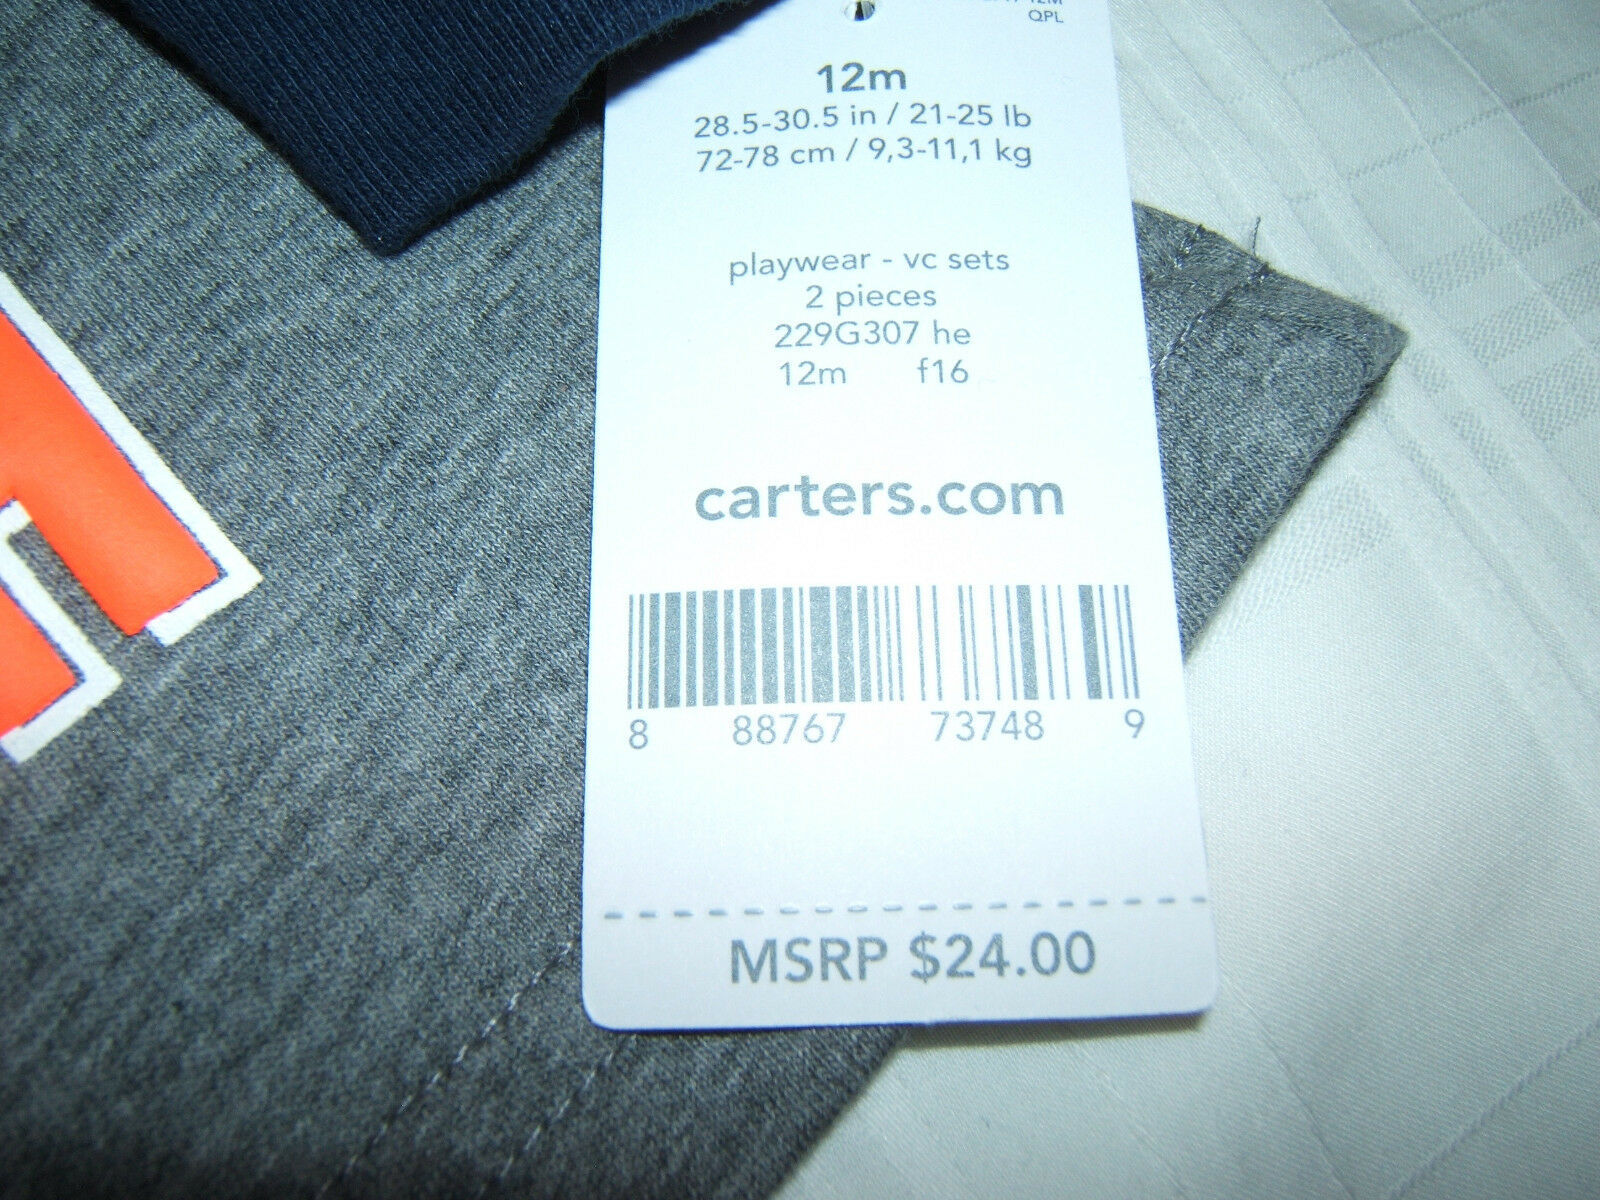 QPL
12m
28.5-30.5 in / 21-25 lb
72-78 cm / 9,3-11,1 kg
playwear - vc sets
2 pieces
229G307 he
12m f16
carters.com
8 88767 73748 9
MSRP $24.00